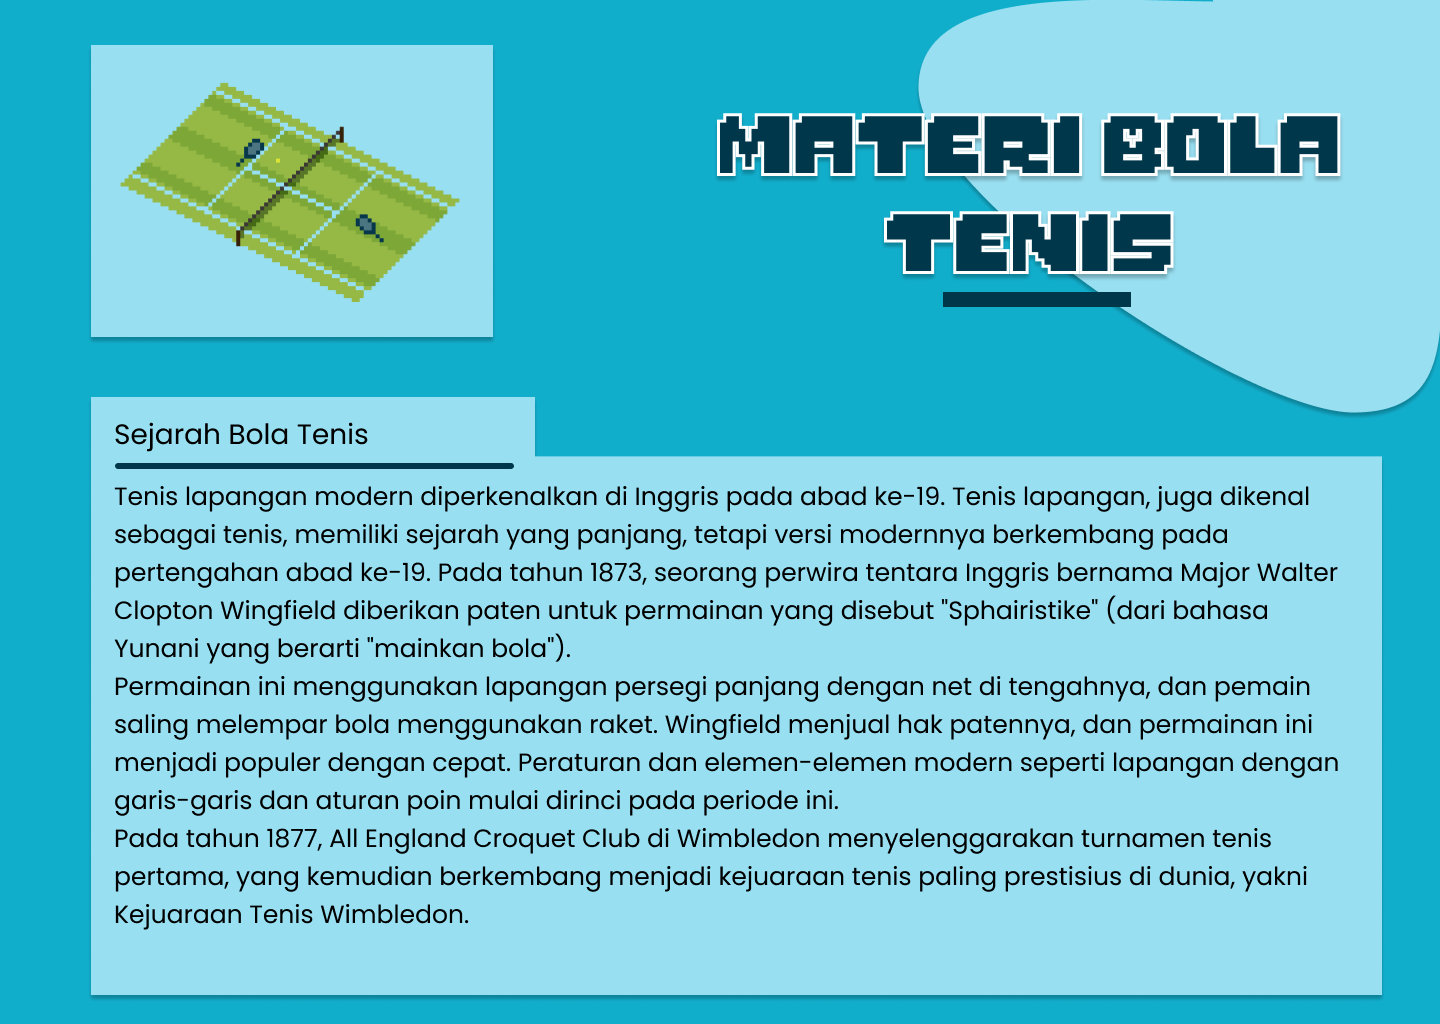 MATERI BOLA
TENIS
Sejarah Bola Tenis
Tenis lapangan modern diperkenalkan di Inggris pada abad ke-19. Tenis lapangan, juga dikenal
sebagai tenis, memiliki sejarah yang panjang, tetapi versi modernnya berkembang pada
pertengahan abad ke-19. Pada tahun 1873, seorang perwira tentara Inggris bernama Major Walter
Clopton Wingfield diberikan paten untuk permainan yang disebut "Sphairistike" (dari bahasa
Yunani yang berarti "mainkan bola").
Permainan ini menggunakan lapangan persegi panjang dengan net di tengahnya, dan pemain
saling melempar bola menggunakan raket. Wingfield menjual hak patennya, dan permainan ini
menjadi populer dengan cepat. Peraturan dan elemen-elemen modern seperti lapangan dengan
garis-garis dan aturan poin mulai dirinci pada periode ini.
Pada tahun 1877, All England Croquet Club di Wimbledon menyelenggarakan turnamen tenis
pertama, yang kemudian berkembang menjadi kejuaraan tenis paling prestisius di dunia, yakni
Kejuaraan Tenis Wimbledon.